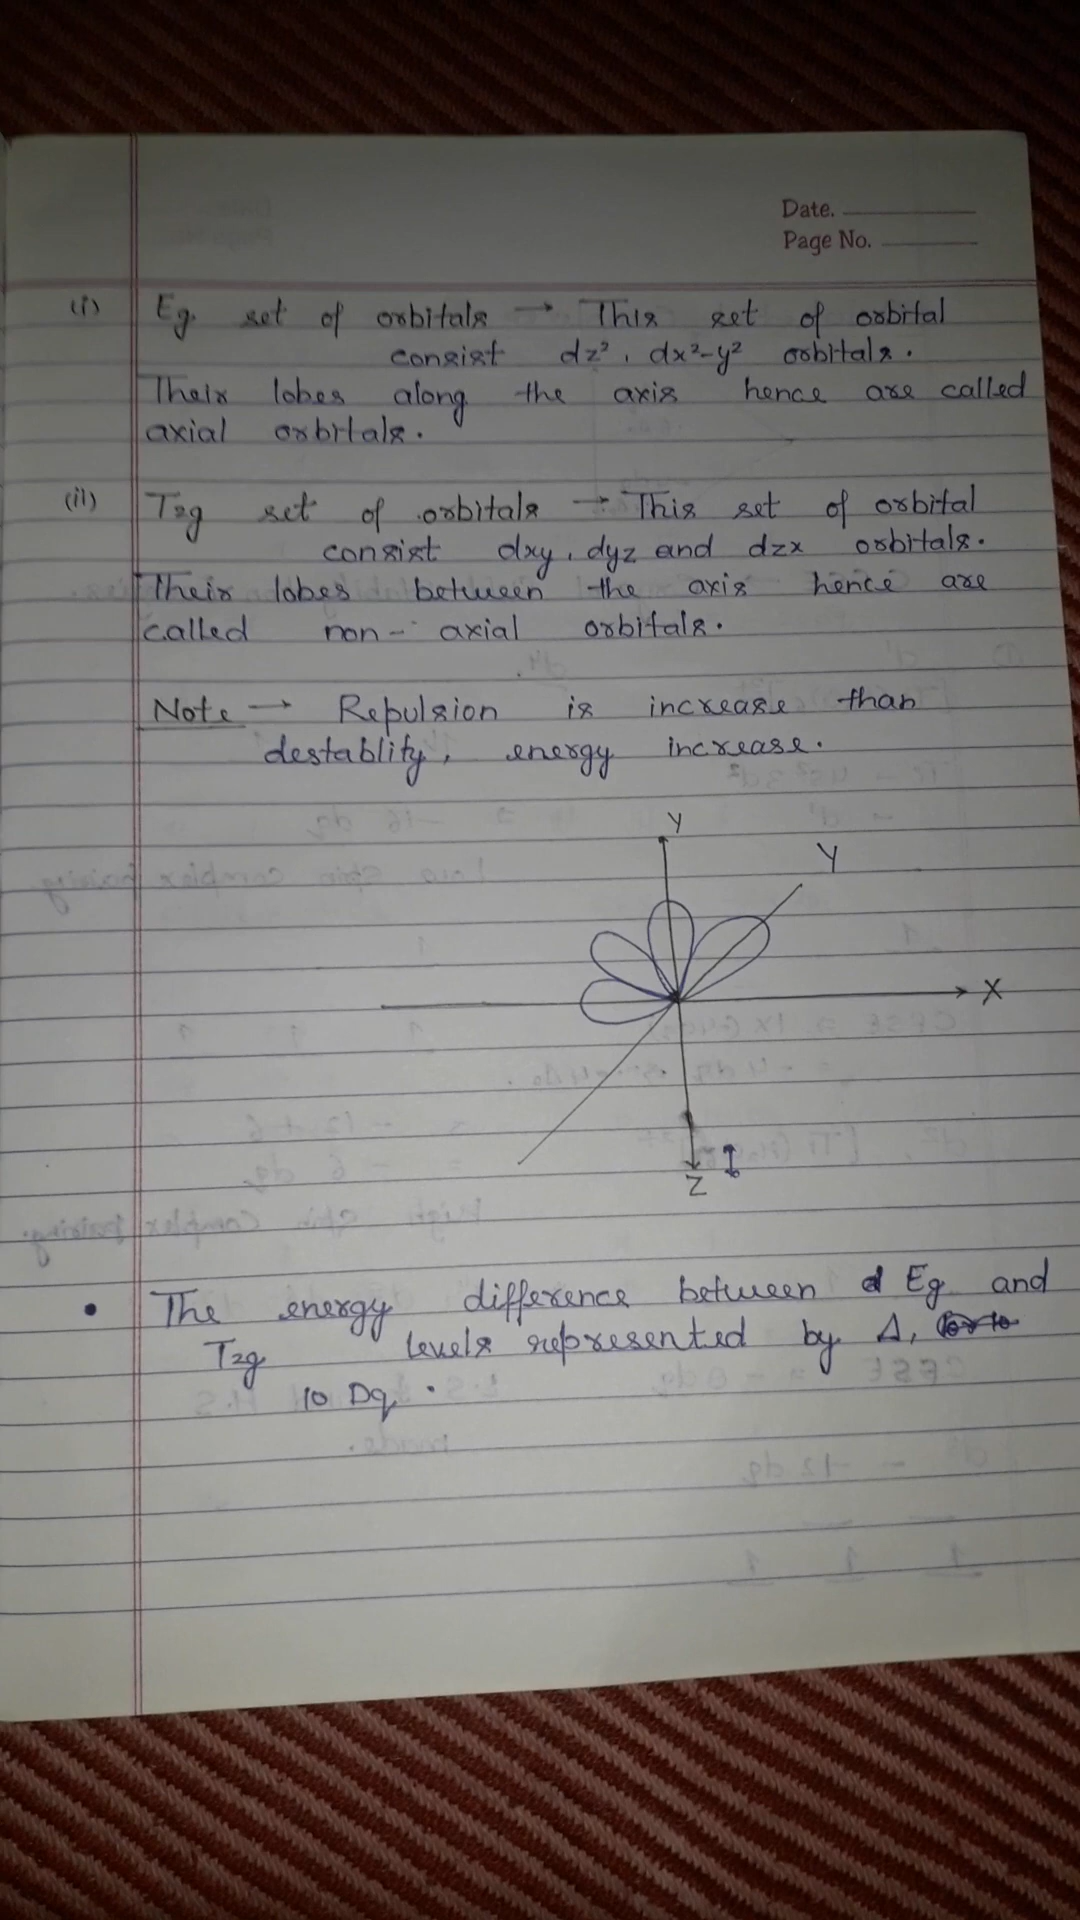 Date.
Page No.
(i) Eg. set of orbitals → This set of orbital
consist dz², dx²-y² orbitals.
Their lobes along the axis hence are called
axial orbitals.
(ii) T2g set of orbitals → This set of orbital
consist dxy, dyz and dzx orbitals.
Their lobes between the axis hence are
called non- axial orbitals.
Note → Repulsion is increase than
destablity, energy increase.
Y
Y
X
Z
• The energy difference between Eg and
T2g levels represented by Δ,
10 Dq.